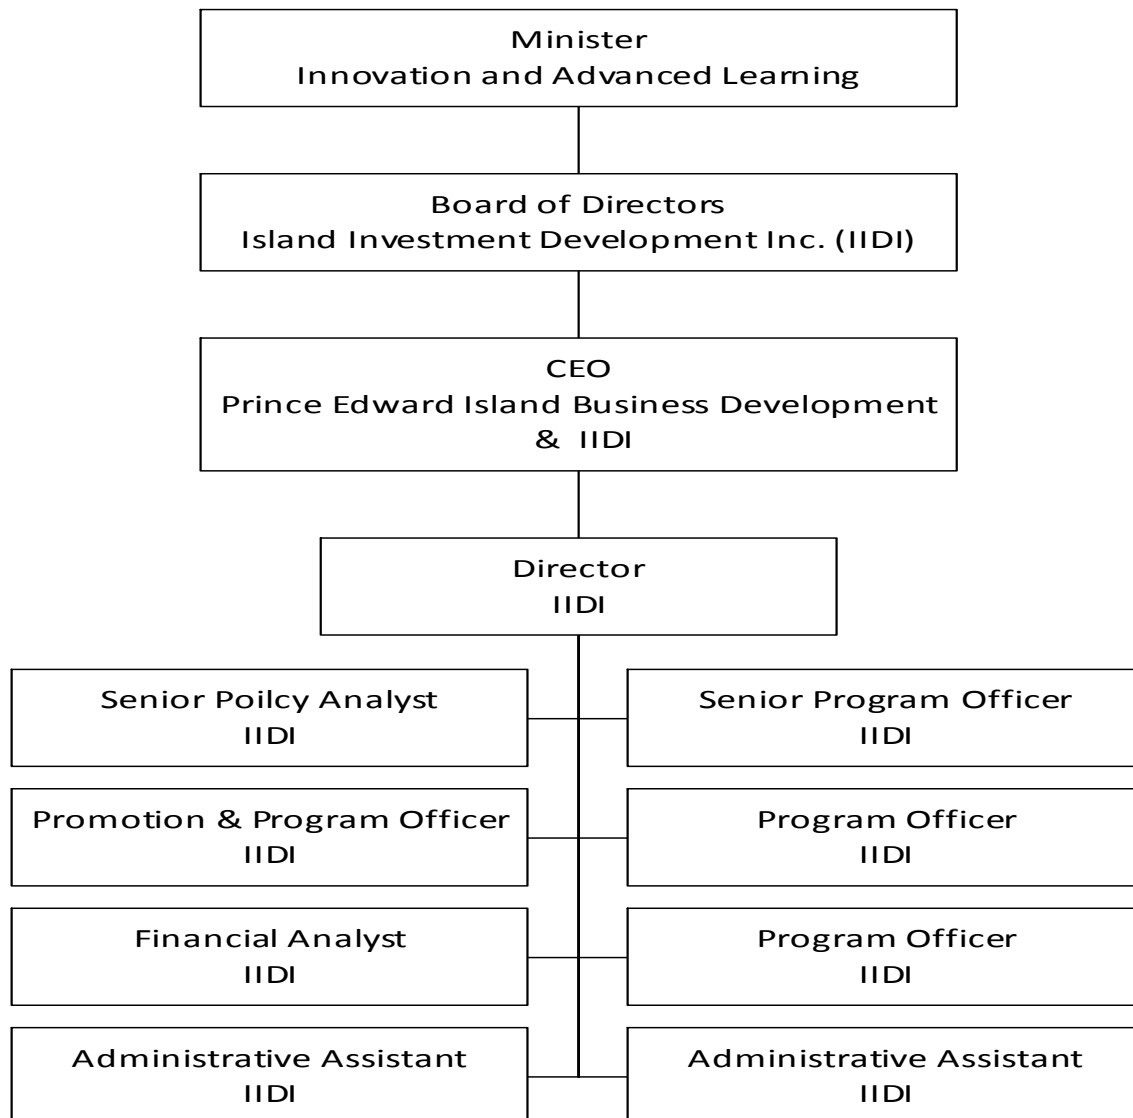 Minister
Innovation and Advanced Learning
Board of Directors
Island Investment Development Inc. (IIDI)
CEO
Prince Edward Island Business Development
& IIDI
Director
IIDI
Senior Poilcy Analyst
IIDI
Senior Program Officer
IIDI
Promotion & Program Officer
IIDI
Program Officer
IIDI
Financial Analyst
IIDI
Program Officer
IIDI
Administrative Assistant
IIDI
Administrative Assistant
IIDI